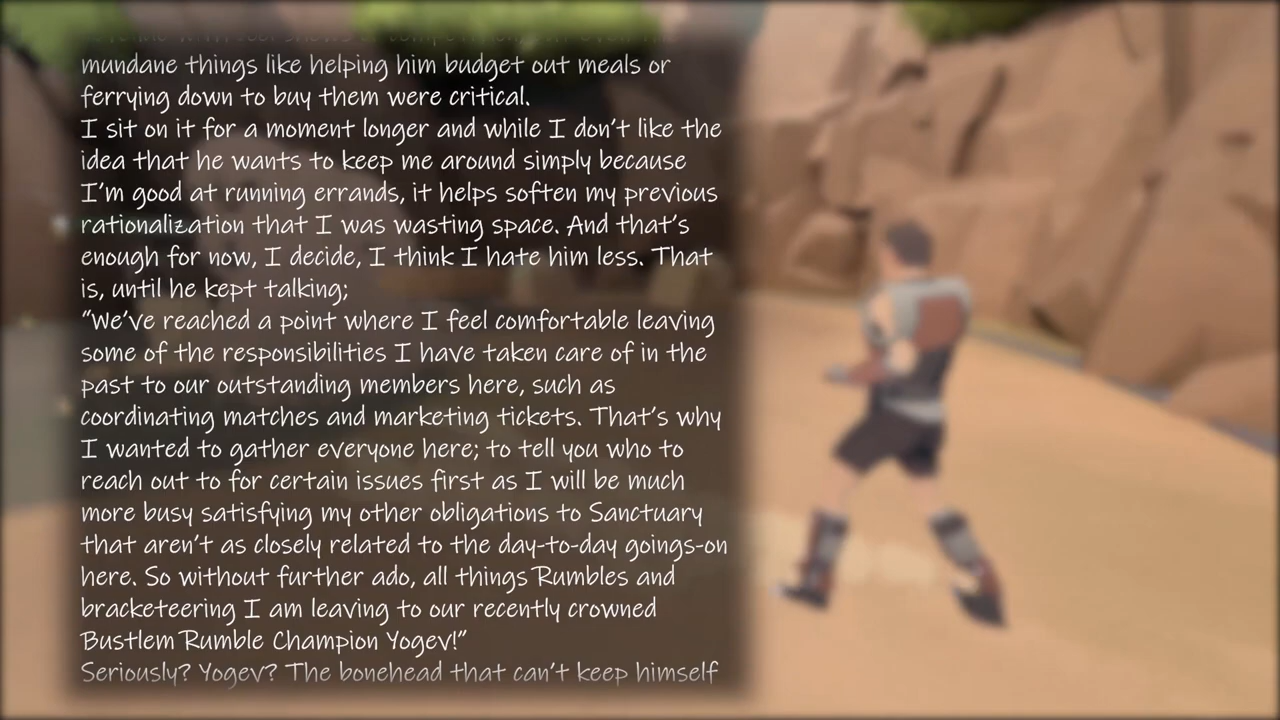 mundane things like helping him budget out meals or
ferrying down to buy them were critical.
I sit on it for a moment longer and while I don't like the
idea that he wants to keep me around simply because
I'm good at running errands, it helps soften my previous
rationalization that I was wasting space. And that's
enough for now, I decide, I think I hate him less. That
is, until he kept talking;
"We've reached a point where I feel comfortable leaving
some of the responsibilities I have taken care of in the
past to our outstanding members here, such as
coordinating matches and marketing tickets. That's why
I wanted to gather everyone here; to tell you who to
reach out to for certain issues first as I will be much
more busy satisfying my other obligations to Sanctuary
that aren't as closely related to the day-to-day goings-on
here. So without further ado, all things Rumbles and
bracketeering I am leaving to our recently crowned
Bustlem Rumble Champion Yogev!"
Seriously? Yogev? The bonehead that can't keep himself